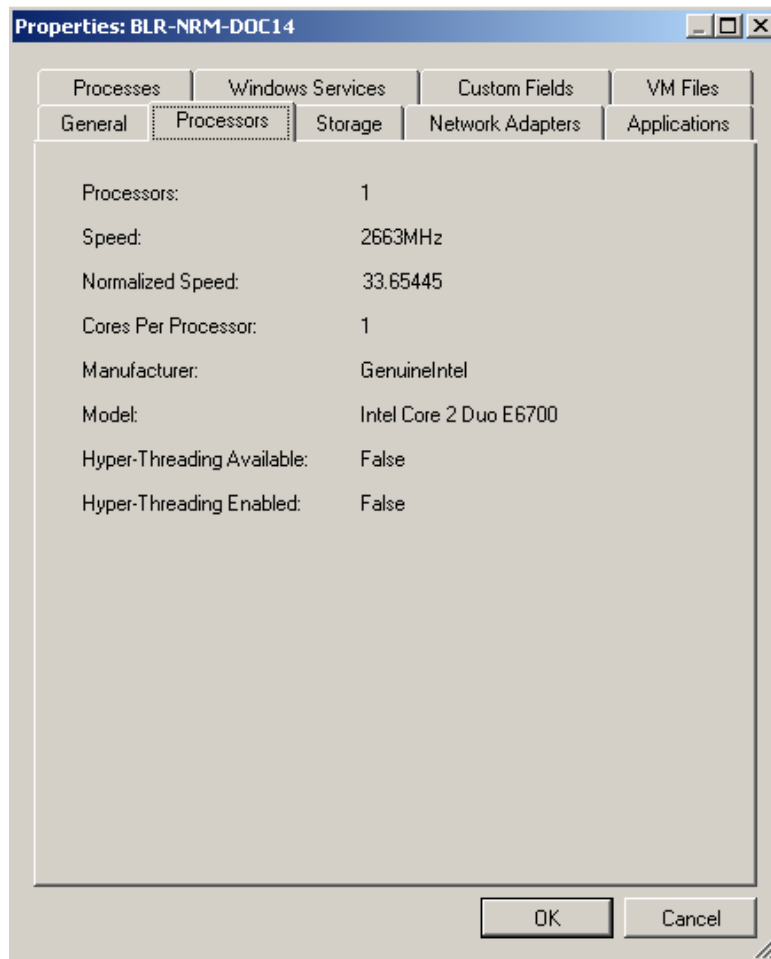 Properties: BLR-NRM-DOC14
Processes Windows Services Custom Fields VM Files
General Processors Storage Network Adapters Applications
Processors: 1
Speed: 2663MHz
Normalized Speed: 33.65445
Cores Per Processor: 1
Manufacturer: GenuineIntel
Model: Intel Core 2 Duo E6700
Hyper-Threading Available: False
Hyper-Threading Enabled: False
OK Cancel